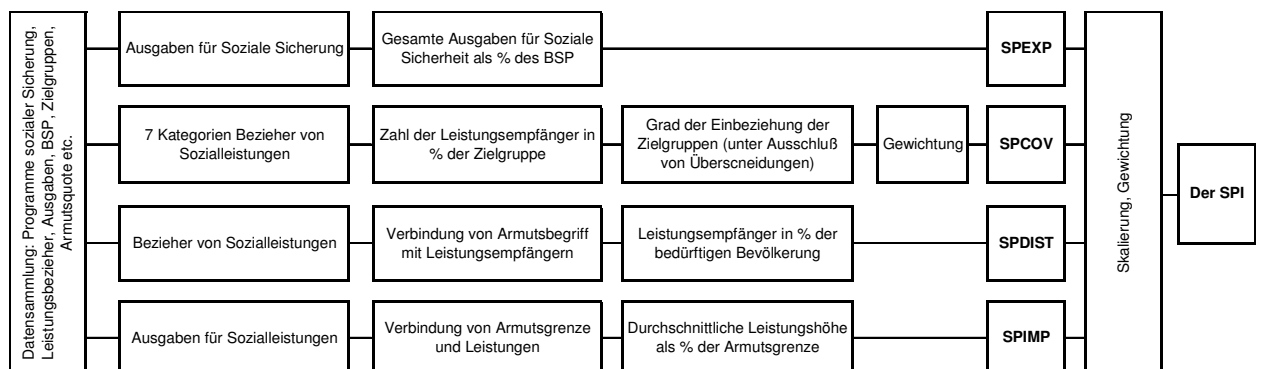 Datensammlung: Programme sozialer Sicherung,
Leistungsbezieher, Ausgaben, BSP, Zielgruppen,
Armutsquote etc.
Ausgaben für Soziale Sicherung
Gesamte Ausgaben für Soziale
Sicherheit als % des BSP
SPEXP
7 Kategorien Bezieher von
Sozialleistungen
Zahl der Leistungsempfänger in
% der Zielgruppe
Grad der Einbeziehung der
Zielgruppen (unter Ausschluß
von Überscneidungen)
Gewichtung
SPCOV
Bezieher von Sozialleistungen
Verbindung von Armutsbegriff
mit Leistungsempfängern
Leistungsempfänger in % der
bedürftigen Bevölkerung
SPDIST
Ausgaben für Sozialleistungen
Verbindung von Armutsgrenze
und Leistungen
Durchschnittliche Leistungshöhe
als % der Armutsgrenze
SPIMP
Skalierung, Gewichtung
Der SPI